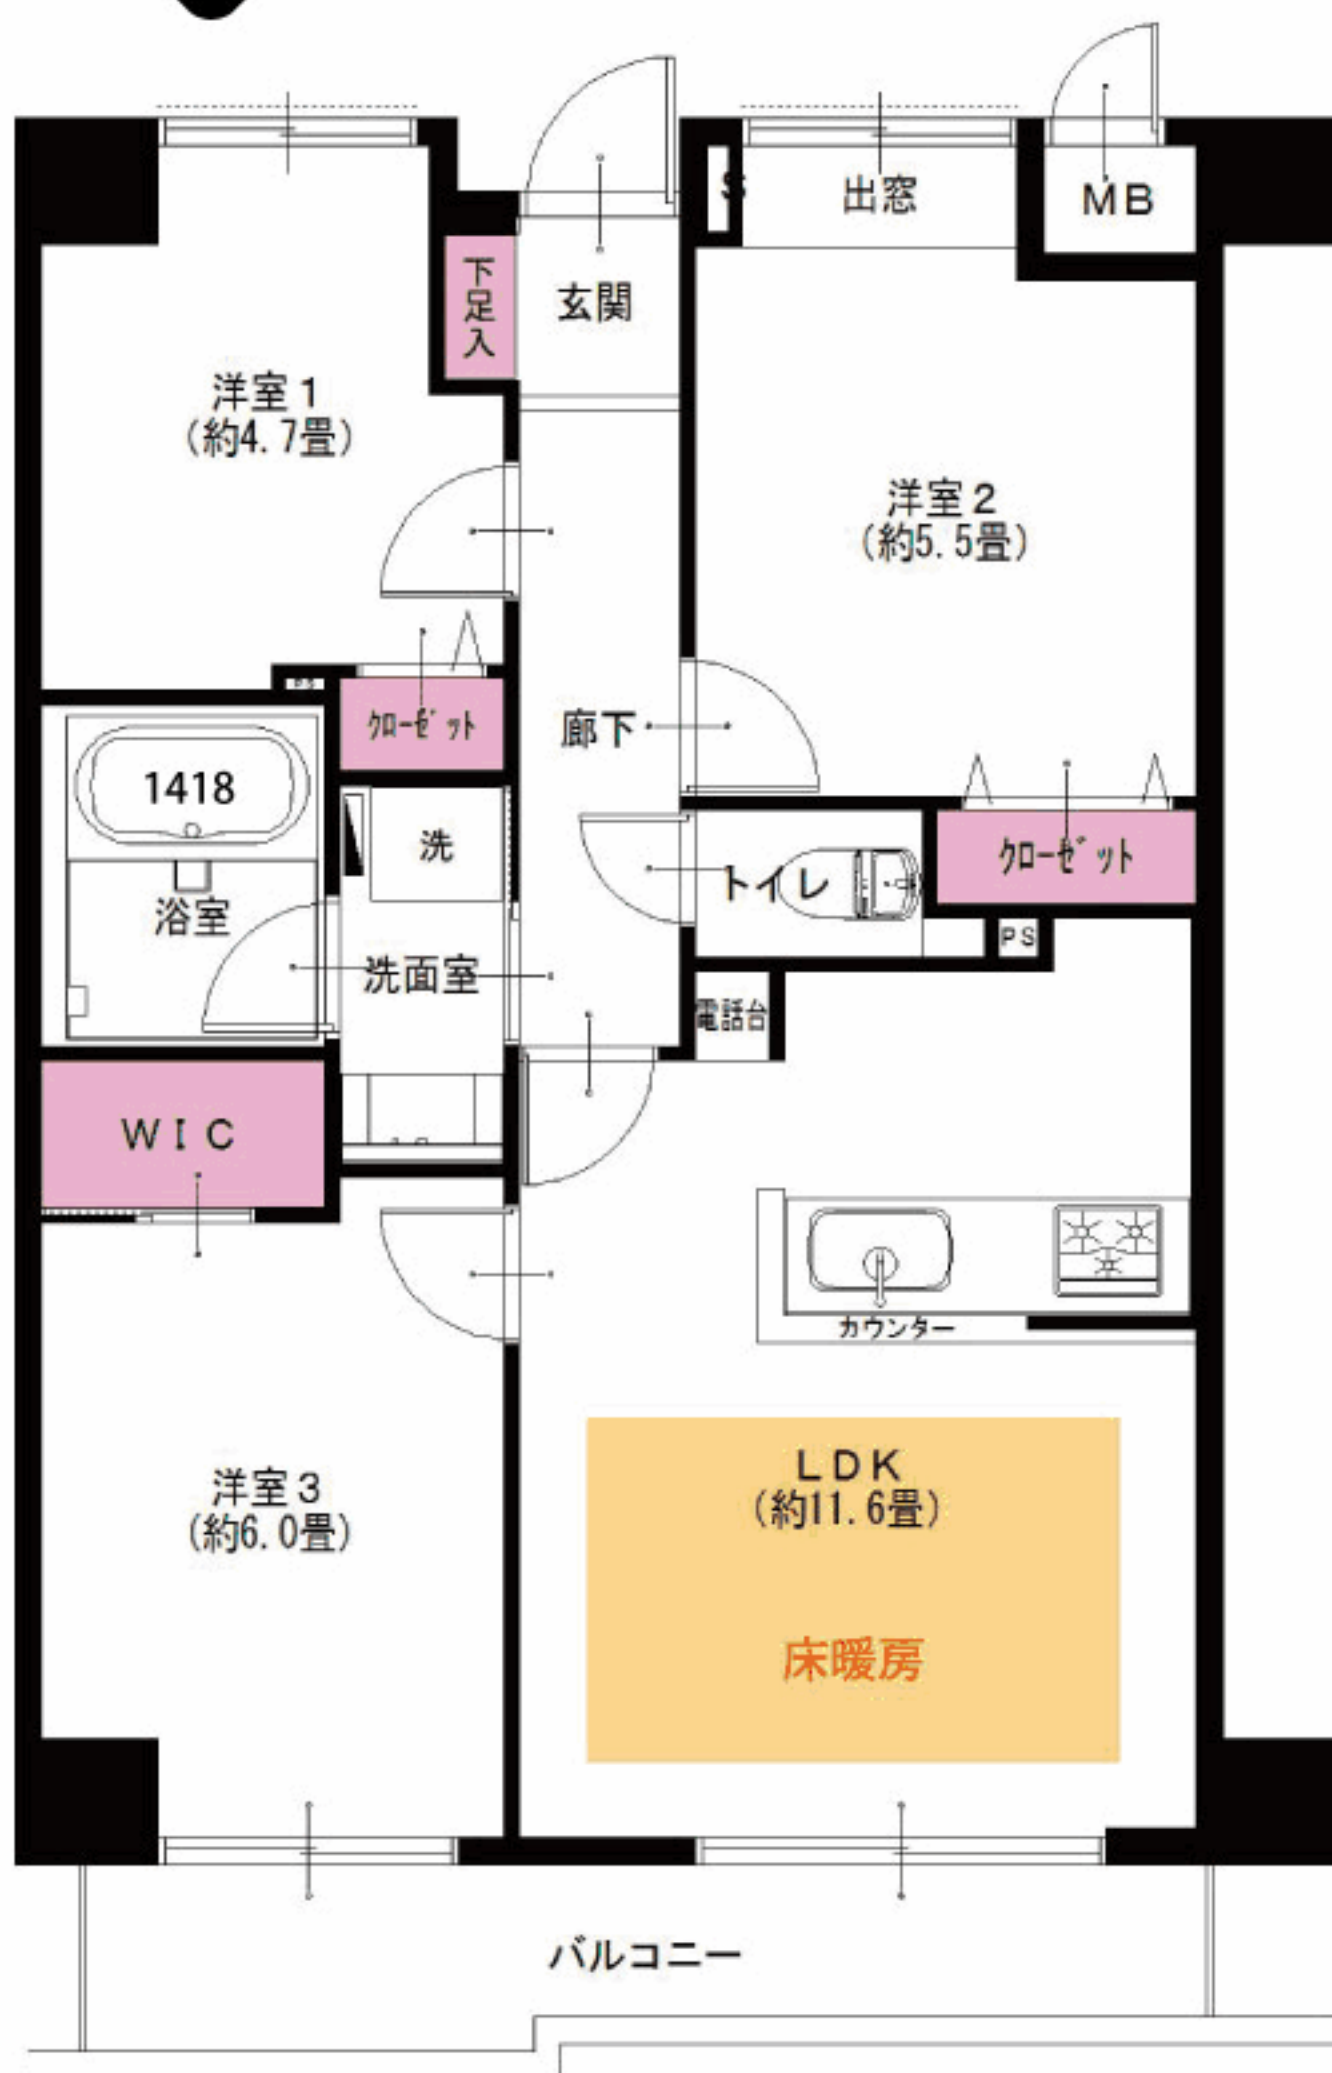 出窓
MB
下足入
玄関
洋室1
(約4.7畳)
洋室2
(約5.5畳)
PS
クローゼット
廊下
1418
洗
トイレ
クローゼット
浴室
洗面室
PS
電話台
WIC
カウンター
LDK
(約11.6畳)
洋室3
(約6.0畳)
床暖房
バルコニー